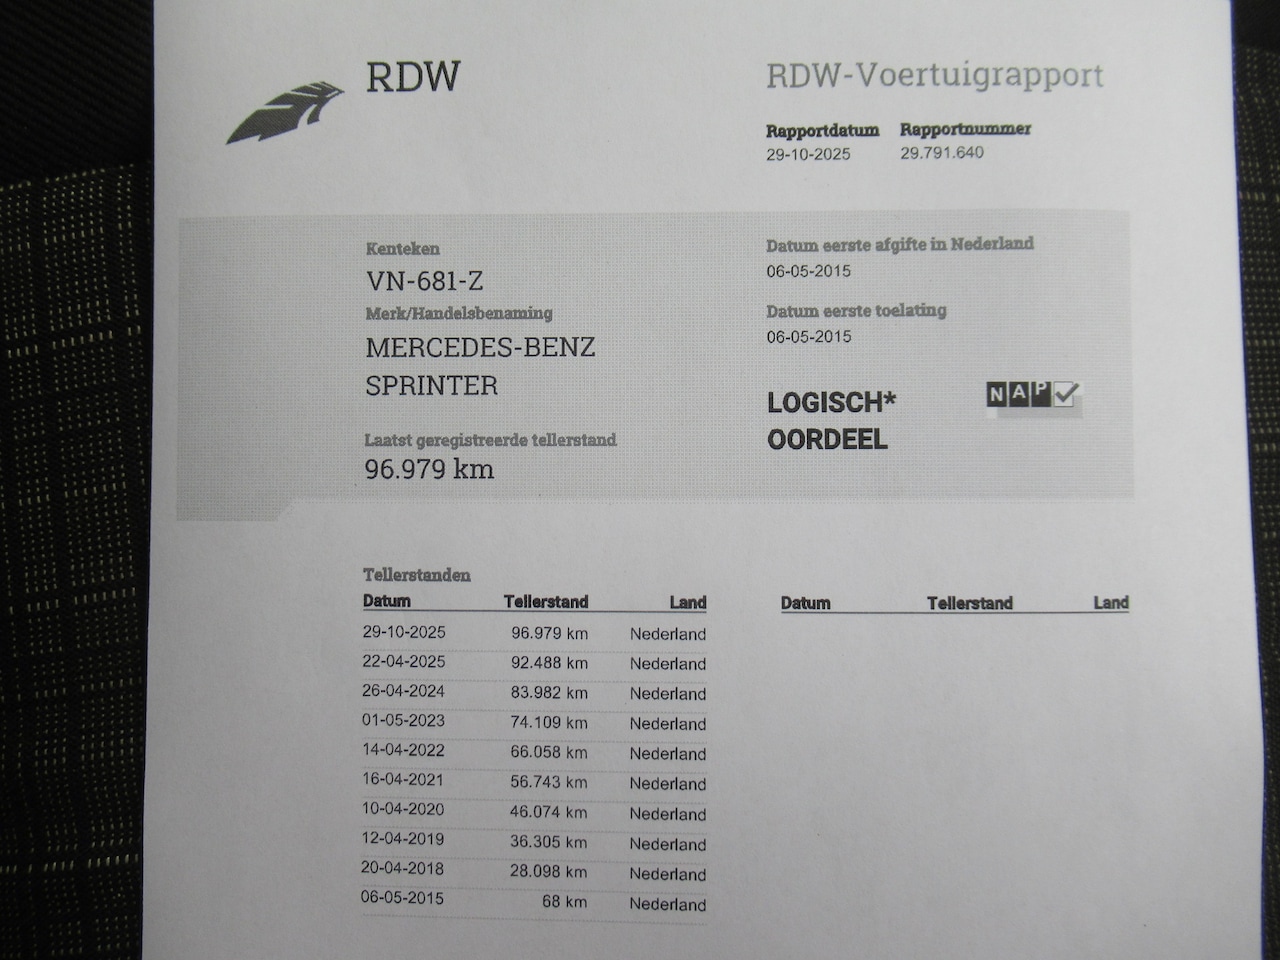 RDW
RDW-Voertuigrapport
Rapportdatum Rapportnummer
29-10-2025 29.791.640
Kenteken
VN-681-Z
Merk/Handelsbenaming
MERCEDES-BENZ
SPRINTER
Laatst geregistreerde tellerstand
96.979 km
Datum eerste afgifte in Nederland
06-05-2015
Datum eerste toelating
06-05-2015
LOGISCH*
OORDEEL
NAP
Tellerstanden
Datum Tellerstand Land
29-10-2025 96.979 km Nederland
22-04-2025 92.488 km Nederland
26-04-2024 83.982 km Nederland
01-05-2023 74.109 km Nederland
14-04-2022 66.058 km Nederland
16-04-2021 56.743 km Nederland
10-04-2020 46.074 km Nederland
12-04-2019 36.305 km Nederland
20-04-2018 28.098 km Nederland
06-05-2015 68 km Nederland
Datum Tellerstand Land